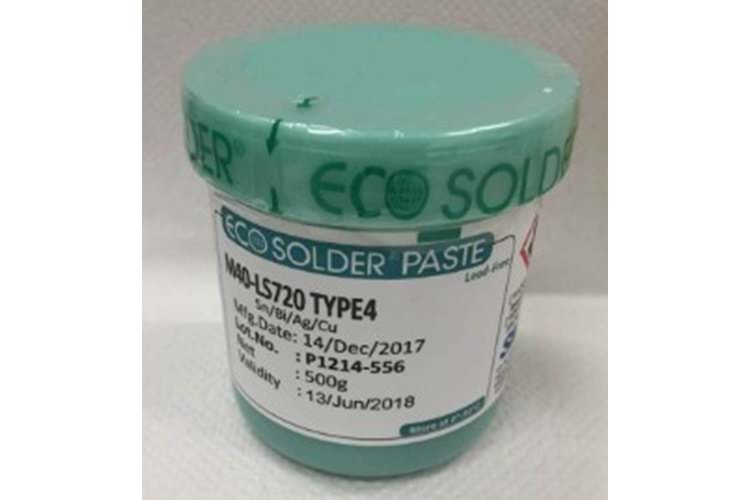 DER®
ECO SOLDER
ECO SOLDER® PASTE
Lead-Free
M40-LS720 TYPE4
Sn/Bi/Ag/Cu
Mfg.Date: 14/Dec/2017
Lot.No. : P1214-556
Net : 500g
Validity : 13/Jun/2018